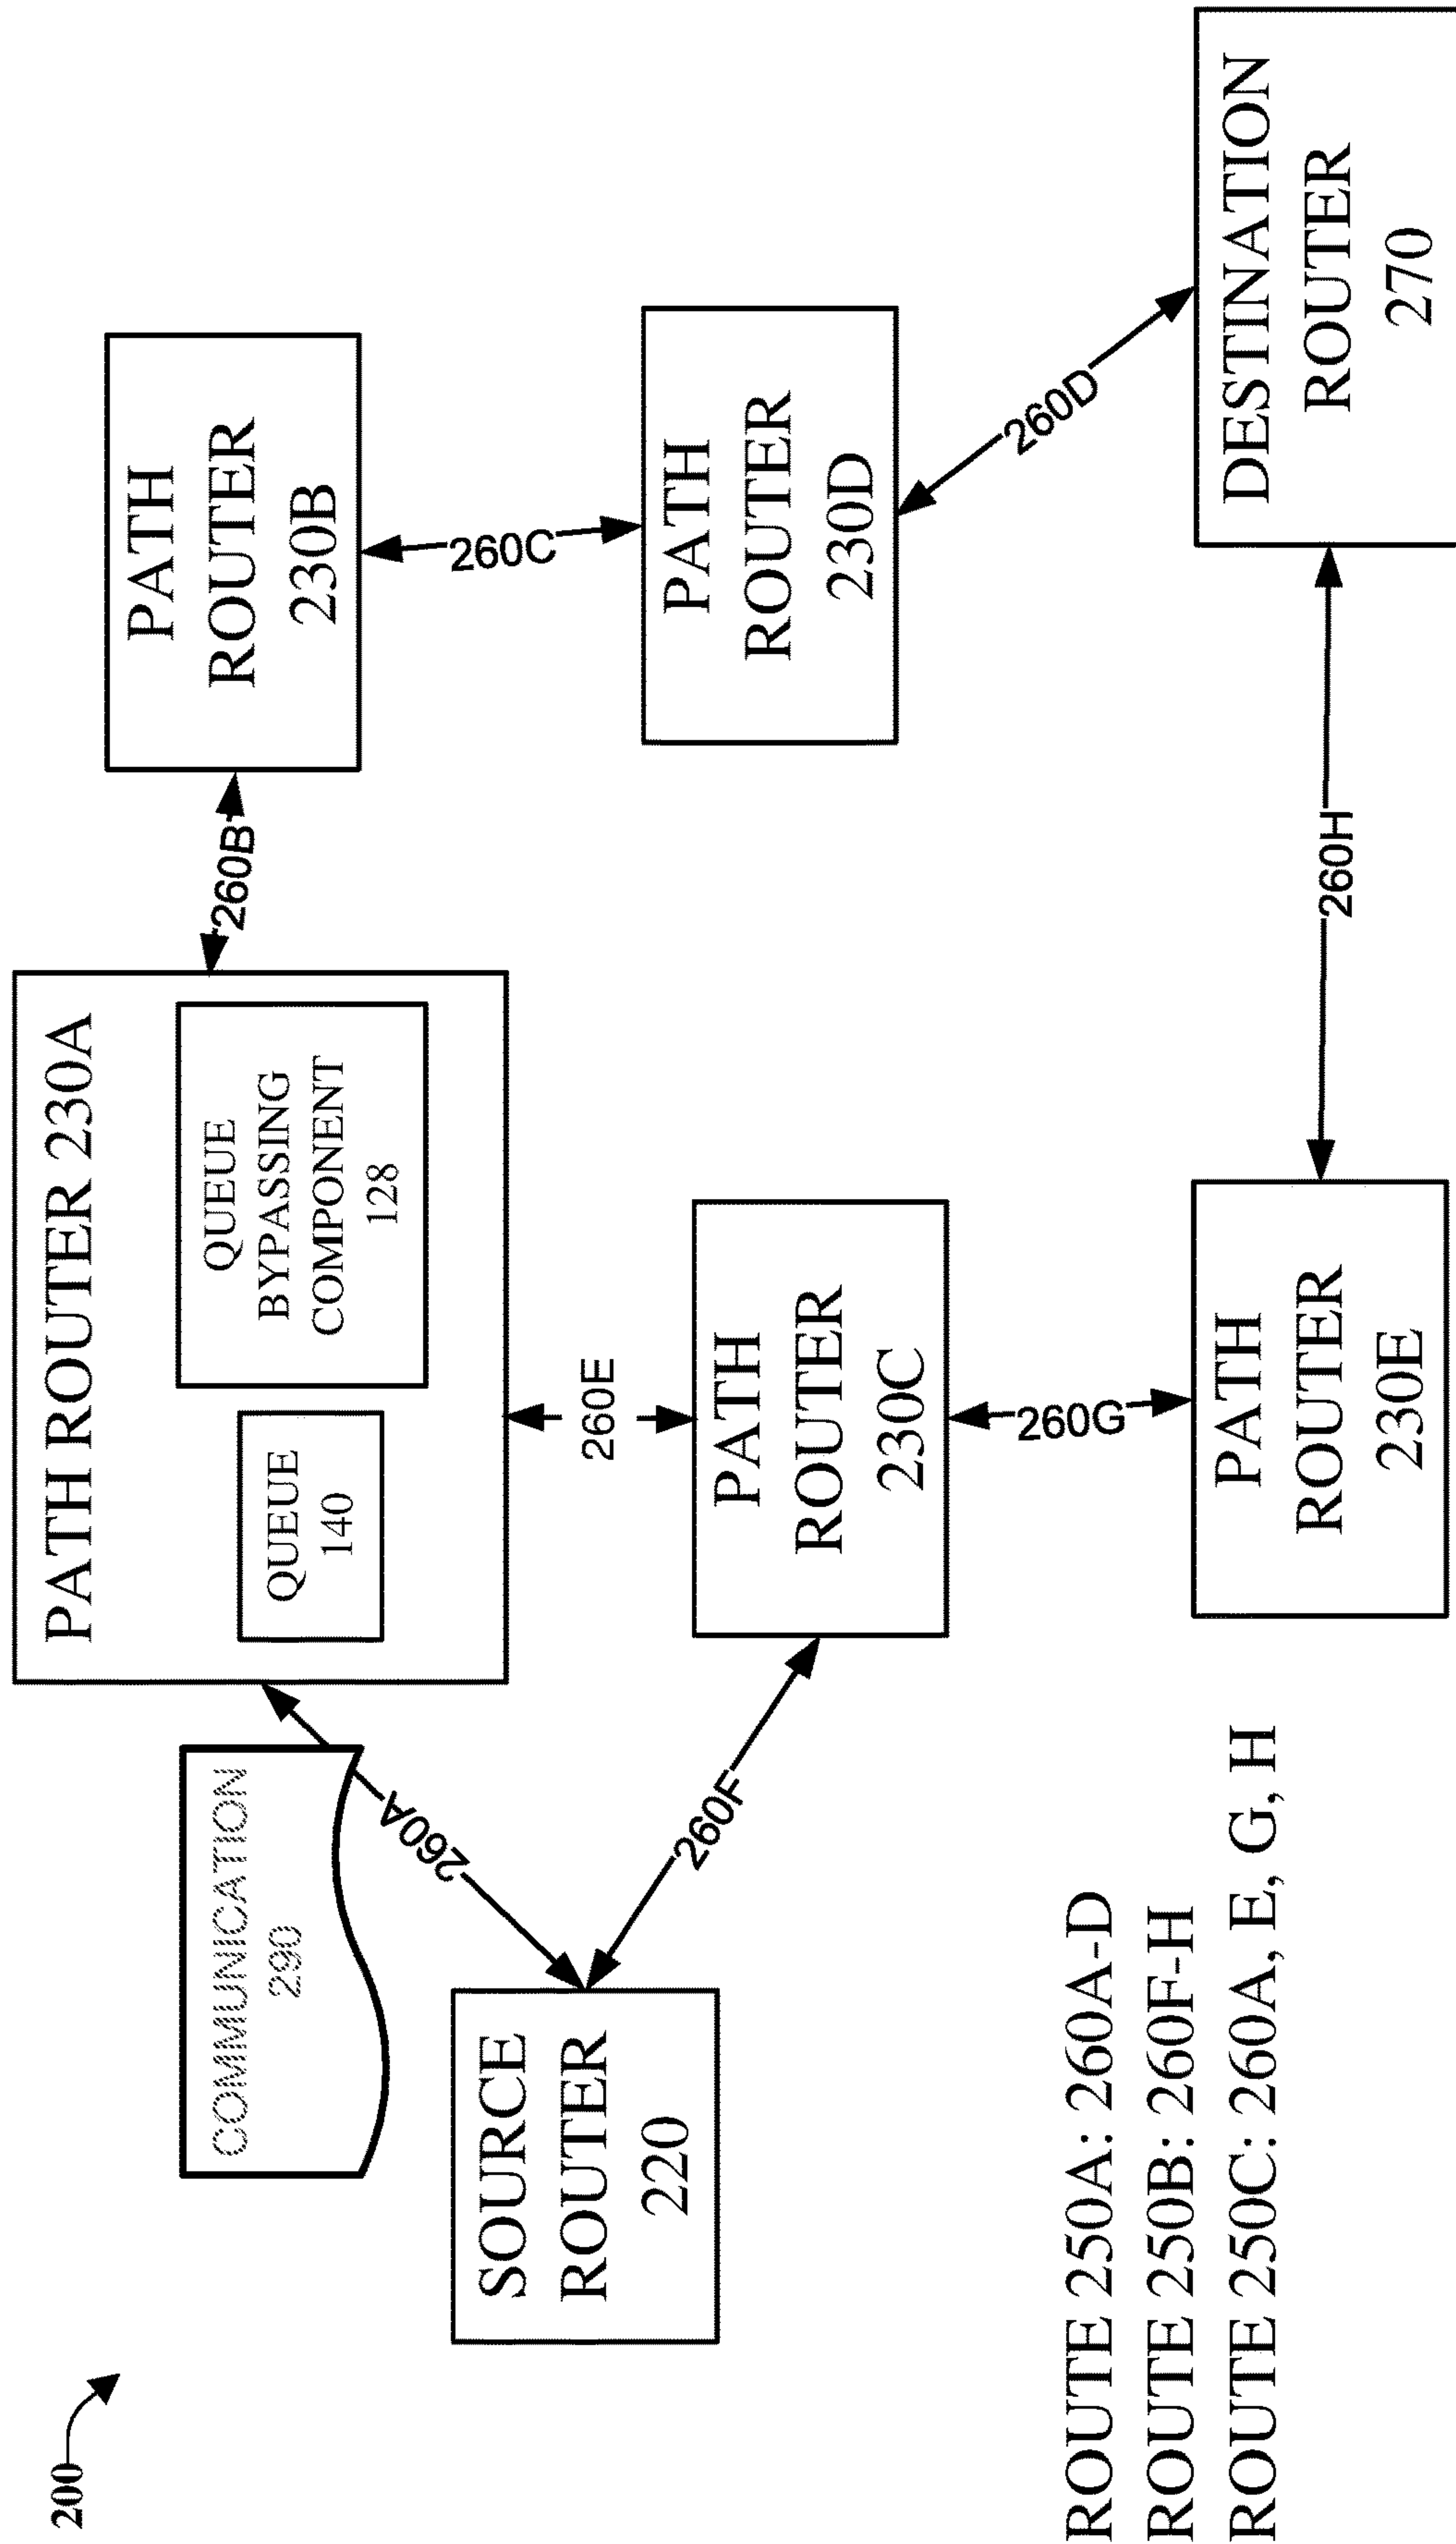 200
COMMUNICATION
290
SOURCE
ROUTER
220
260A
260F
PATH ROUTER 230A
QUEUE
140
QUEUE
BYPASSING
COMPONENT
128
260B
PATH
ROUTER
230B
260E
260C
PATH
ROUTER
230C
PATH
ROUTER
230D
260G
260D
PATH
ROUTER
230E
260H
DESTINATION
ROUTER
270
ROUTE 250A: 260A-D
ROUTE 250B: 260F-H
ROUTE 250C: 260A, E, G, H